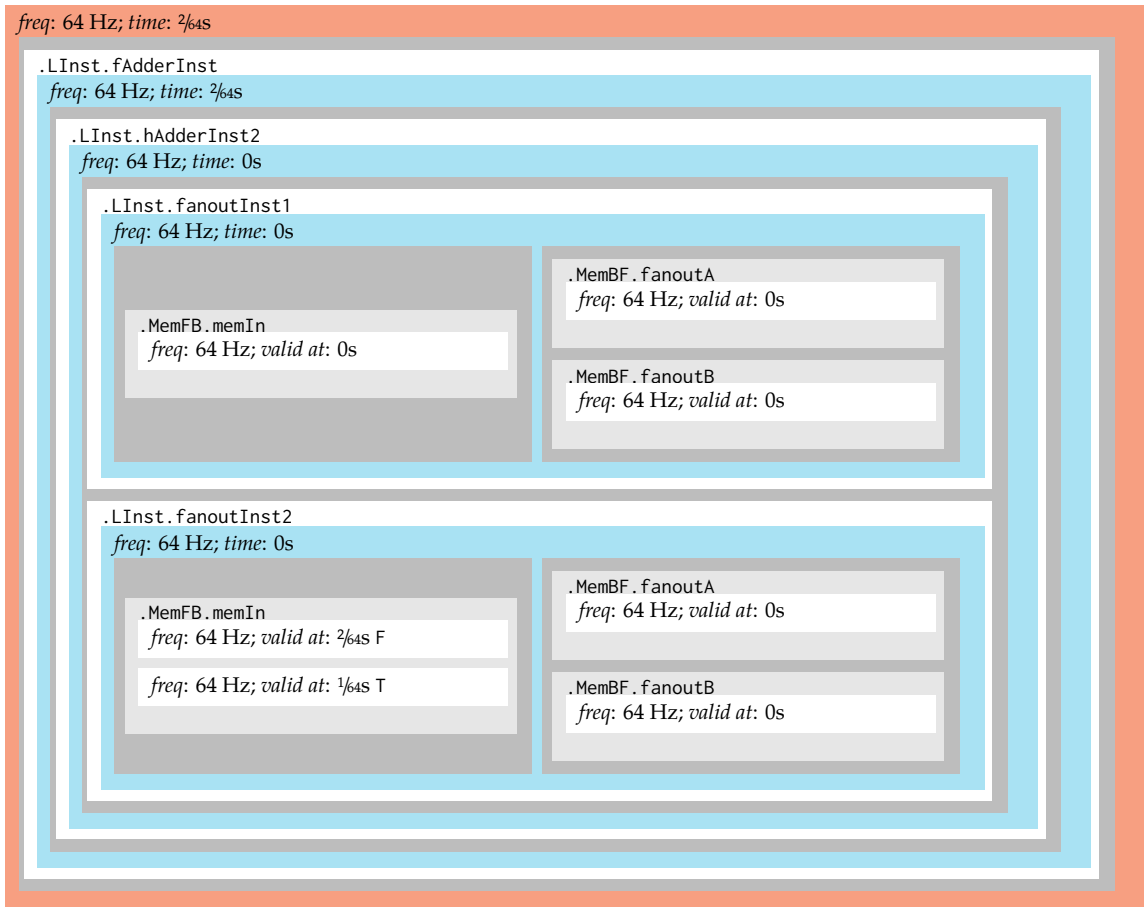 freq: 64 Hz; time: 2⁄64s
.LInst.fAdderInst
freq: 64 Hz; time: 2⁄64s
.LInst.hAdderInst2
freq: 64 Hz; time: 0s
.LInst.fanoutInst1
freq: 64 Hz; time: 0s
.MemFB.memIn
freq: 64 Hz; valid at: 0s
.MemBF.fanoutA
freq: 64 Hz; valid at: 0s
.MemBF.fanoutB
freq: 64 Hz; valid at: 0s
.LInst.fanoutInst2
freq: 64 Hz; time: 0s
.MemFB.memIn
freq: 64 Hz; valid at: 2⁄64s F
freq: 64 Hz; valid at: 1⁄64s T
.MemBF.fanoutA
freq: 64 Hz; valid at: 0s
.MemBF.fanoutB
freq: 64 Hz; valid at: 0s